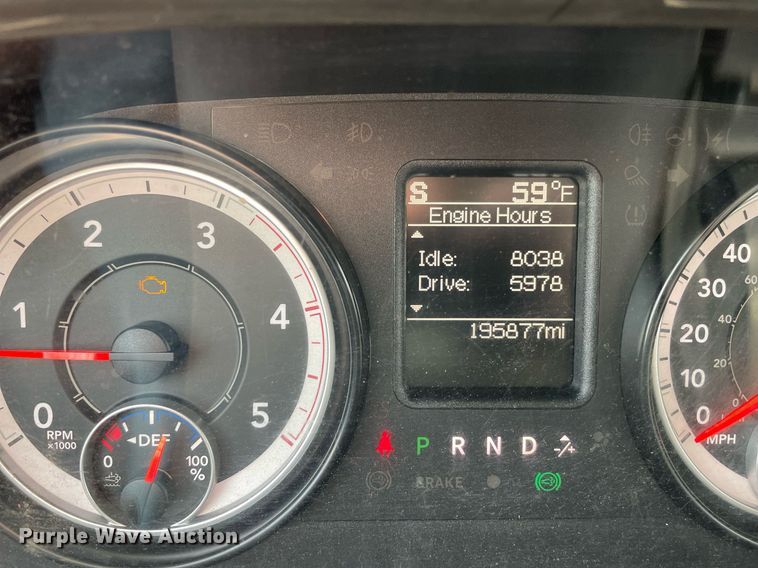 S 59°F
Engine Hours
Idle: 8038
Drive: 5978
195877mi
0 1 2 3 4 5
RPM
x1000
DEF
0 100
%
P R N D -/+
BRAKE
40
30
20
10
0
MPH
60
Purple Wave Auction